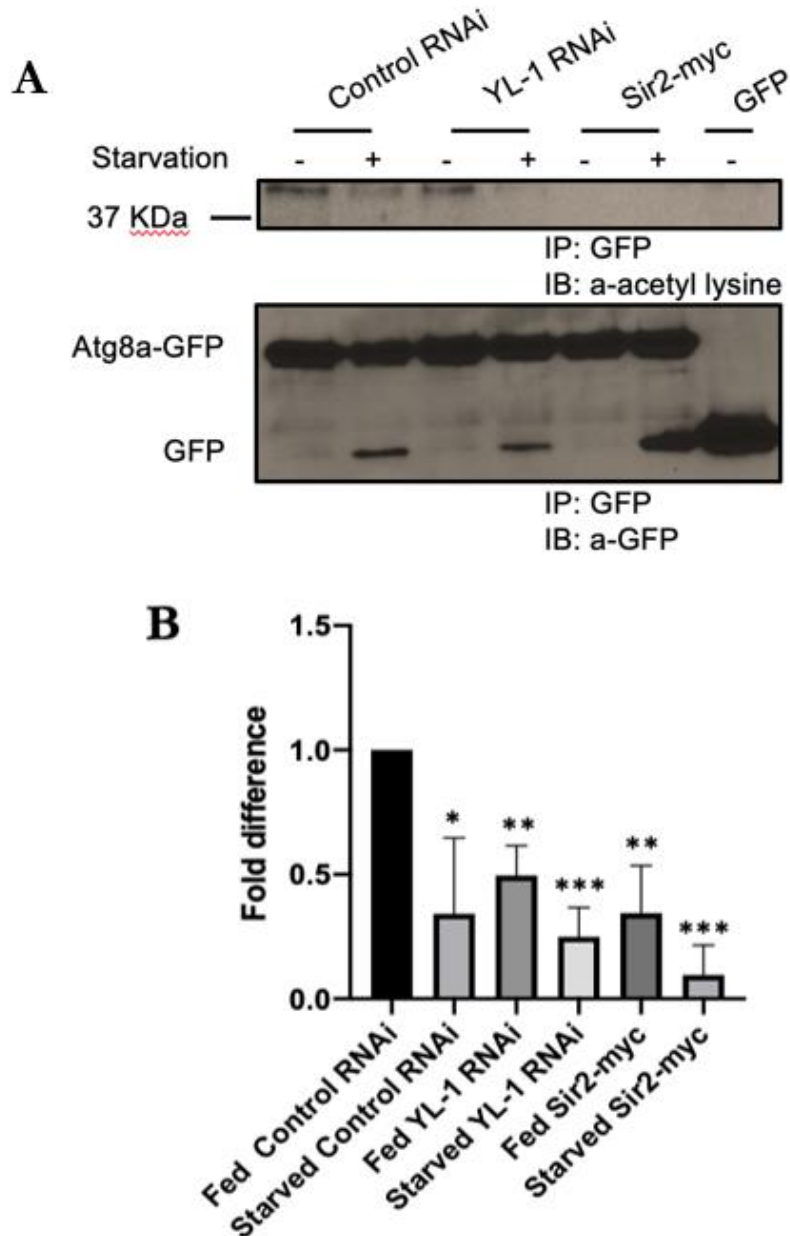 A
Control RNAi YL-1 RNAi Sir2-myc GFP
Starvation - + - + - + -
37 KDa
IP: GFP
IB: a-acetyl lysine
Atg8a-GFP
GFP
IP: GFP
IB: a-GFP
B
1.5
1.0
0.5
0.0
Fold difference
*
**
***
**
***
Fed Control RNAi
Starved Control RNAi
Fed YL-1 RNAi
Starved YL-1 RNAi
Fed Sir2-myc
Starved Sir2-myc